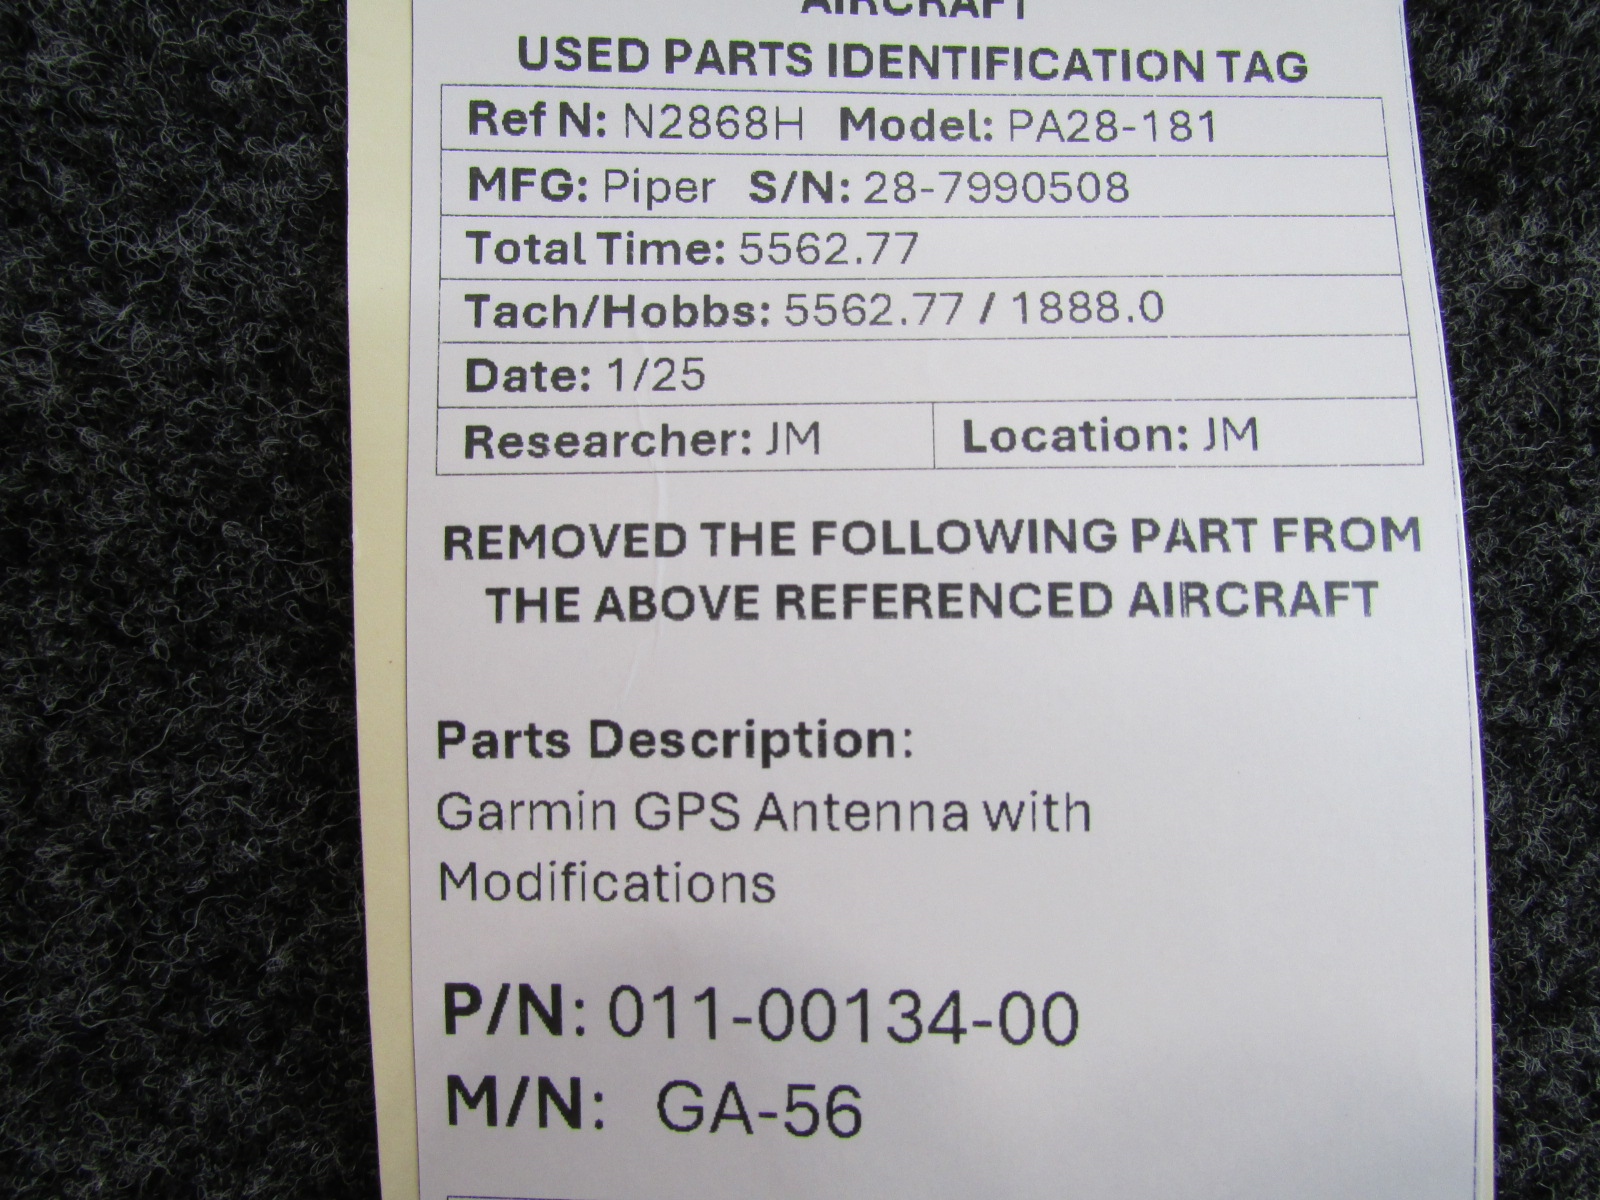 AIRCRAFT
USED PARTS IDENTIFICATION TAG
Ref N: N2868H Model: PA28-181
MFG: Piper S/N: 28-7990508
Total Time: 5562.77
Tach/Hobbs: 5562.77 / 1888.0
Date: 1/25
Researcher: JM Location: JM
REMOVED THE FOLLOWING PART FROM
THE ABOVE REFERENCED AIRCRAFT
Parts Description:
Garmin GPS Antenna with
Modifications
P/N: 011-00134-00
M/N: GA-56